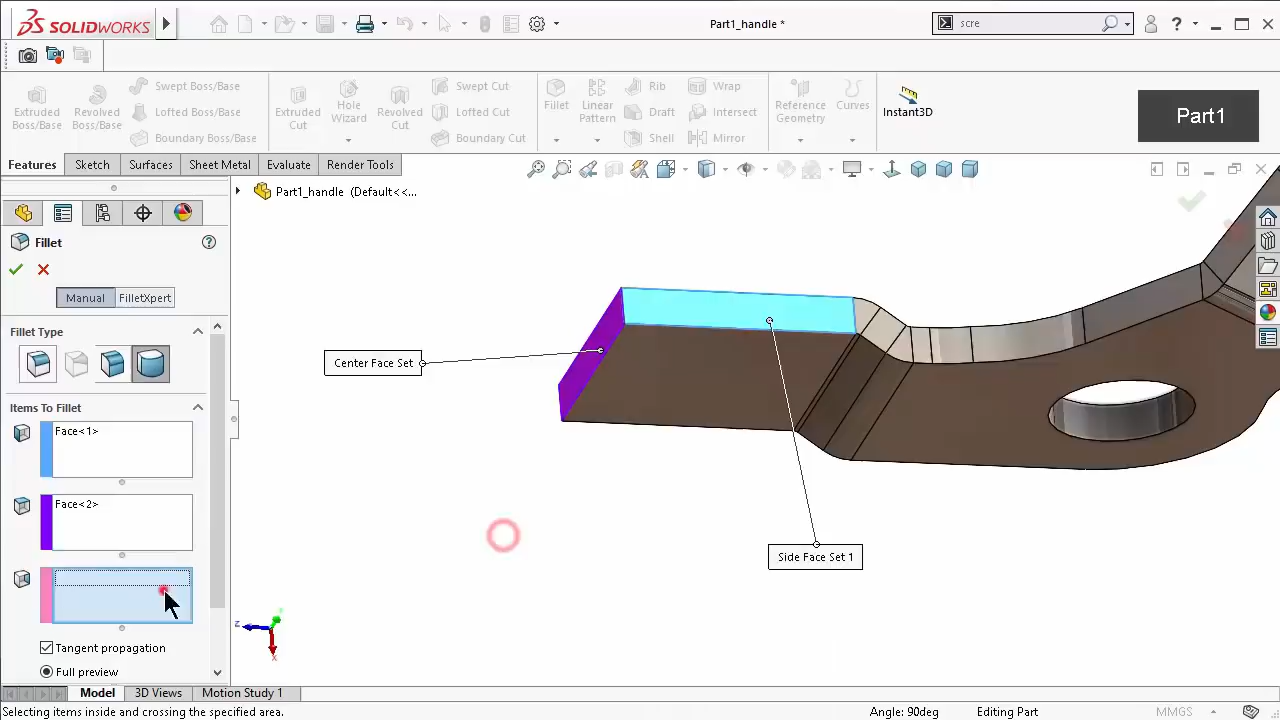 SOLIDWORKS
Part1_handle *
scre
Extruded Boss/Base
Revolved Boss/Base
Swept Boss/Base
Lofted Boss/Base
Boundary Boss/Base
Extruded Cut
Hole Wizard
Revolved Cut
Swept Cut
Lofted Cut
Boundary Cut
Fillet
Linear Pattern
Rib
Draft
Shell
Wrap
Intersect
Mirror
Reference Geometry
Curves
Instant3D
Part1
Features
Sketch
Surfaces
Sheet Metal
Evaluate
Render Tools
Part1_handle (Default<<...
Fillet
Manual
FilletXpert
Fillet Type
Items To Fillet
Face<1>
Face<2>
Tangent propagation
Full preview
Center Face Set
Side Face Set 1
Z
X
Model
3D Views
Motion Study 1
Selecting items inside and crossing the specified area.
Angle: 90deg
Editing Part
MMGS